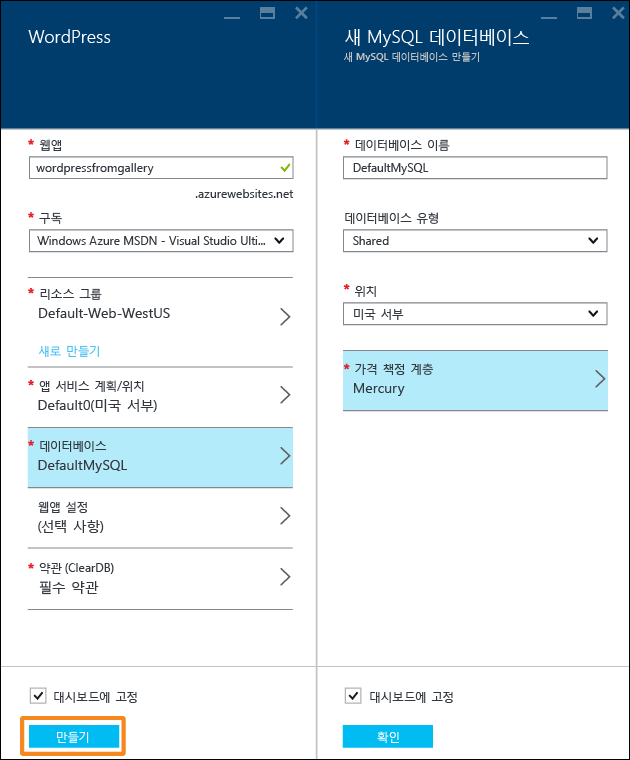 WordPress
* 웹앱
wordpressfromgallery
.azurewebsites.net
* 구독
Windows Azure MSDN - Visual Studio Ulti...
* 리소스 그룹
Default-Web-WestUS
새로 만들기
* 앱 서비스 계획/위치
Default0(미국 서부)
* 데이터베이스
DefaultMySQL
웹앱 설정
(선택 사항)
* 약관 (ClearDB)
필수 약관
대시보드에 고정
만들기
새 MySQL 데이터베이스
새 MySQL 데이터베이스 만들기
* 데이터베이스 이름
DefaultMySQL
데이터베이스 유형
Shared
* 위치
미국 서부
* 가격 책정 계층
Mercury
대시보드에 고정
확인